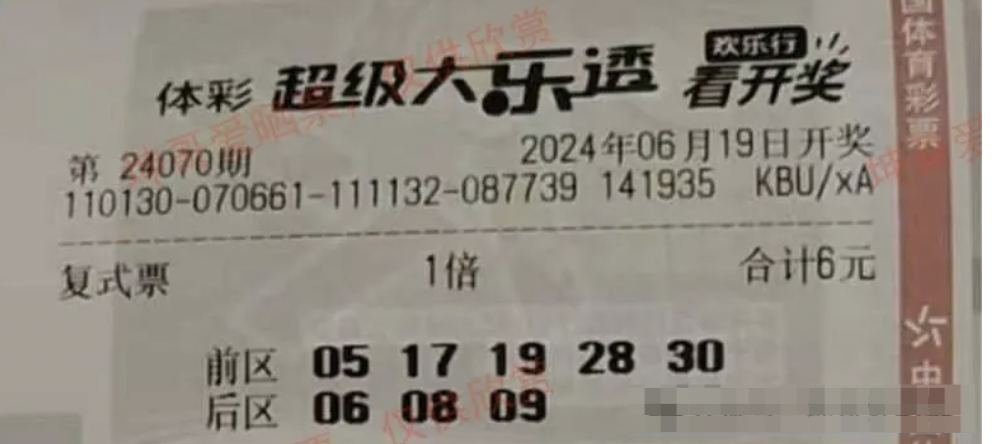 欢乐行
体彩 超级大乐透 看开奖
第 24070期 2024年06月19日开奖
110130-070661-111132-087739 141935 KBU/xA
复式票 1倍 合计6元
前区 05 17 19 28 30
后区 06 08 09
国体育彩票
中
仅供欣赏